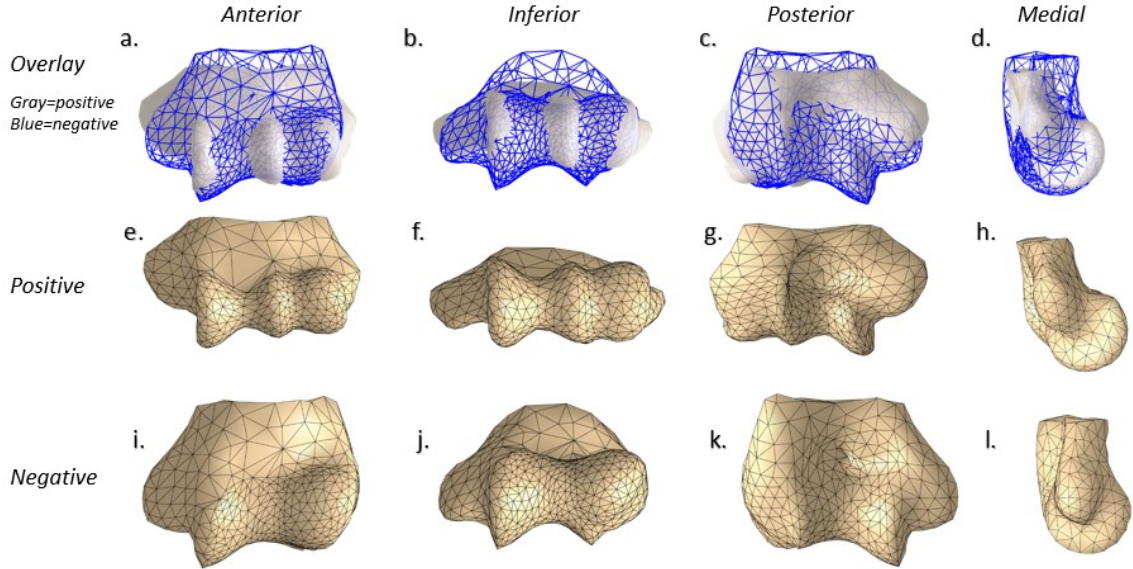 Anterior
Inferior
Posterior
Medial
a.
b.
c.
d.
Overlay
Gray=positive
Blue=negative
e.
f.
g.
h.
Positive
i.
j.
k.
l.
Negative